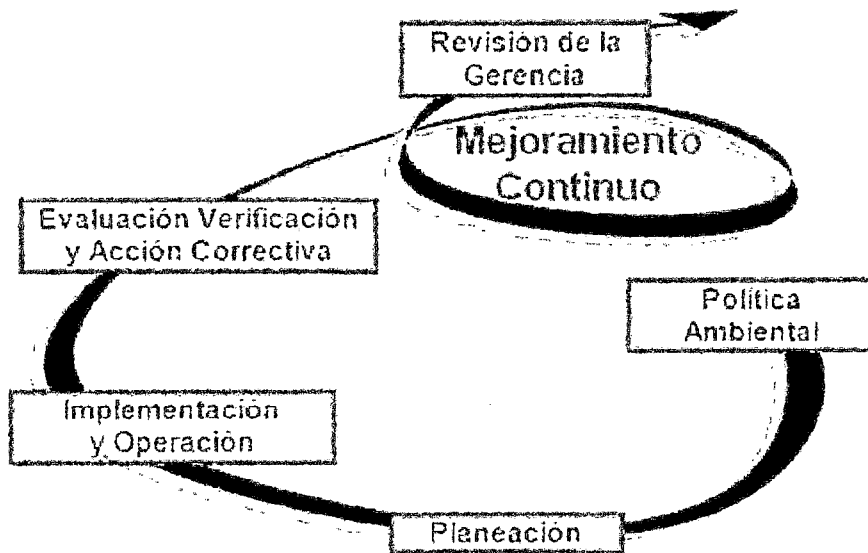 Revisión de la
Gerencia
Mejoramiento
Continuo
Evaluación Verificación
y Acción Correctiva
Política
Ambiental
Implementación
y Operación
Planeación